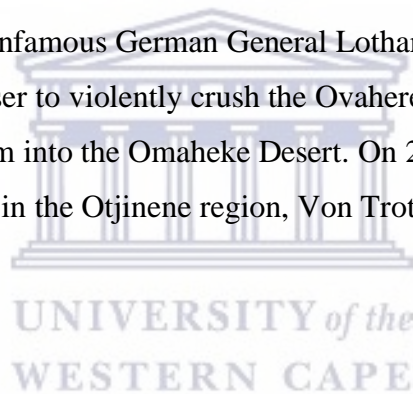 nfamous German General Lothar
ser to violently crush the Ovahere
m into the Omaheke Desert. On 2
in the Otjinene region, Von Trot
UNIVERSITY of the
WESTERN CAPE